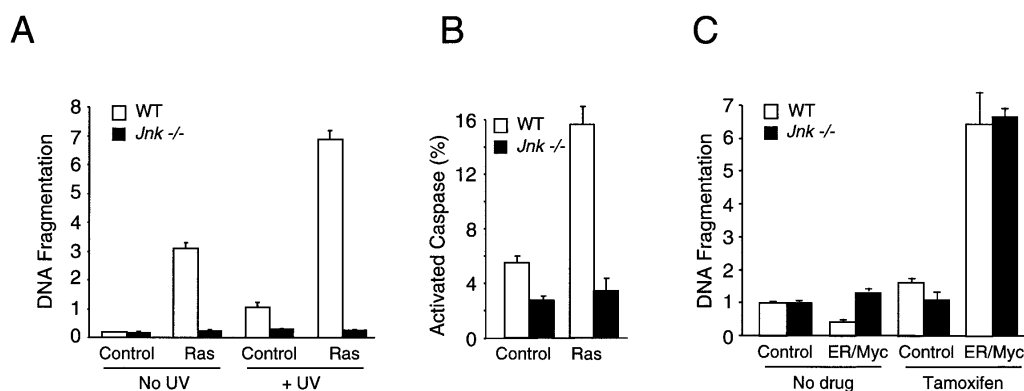 A
DNA Fragmentation
8
7
6
5
4
3
2
1
0
WT
Jnk -/-
Control Ras Control Ras
No UV + UV
B
Activated Caspase (%)
16
12
8
4
0
WT
Jnk -/-
Control Ras
C
DNA Fragmentation
7
6
5
4
3
2
1
0
WT
Jnk -/-
Control ER/Myc Control ER/Myc
No drug Tamoxifen